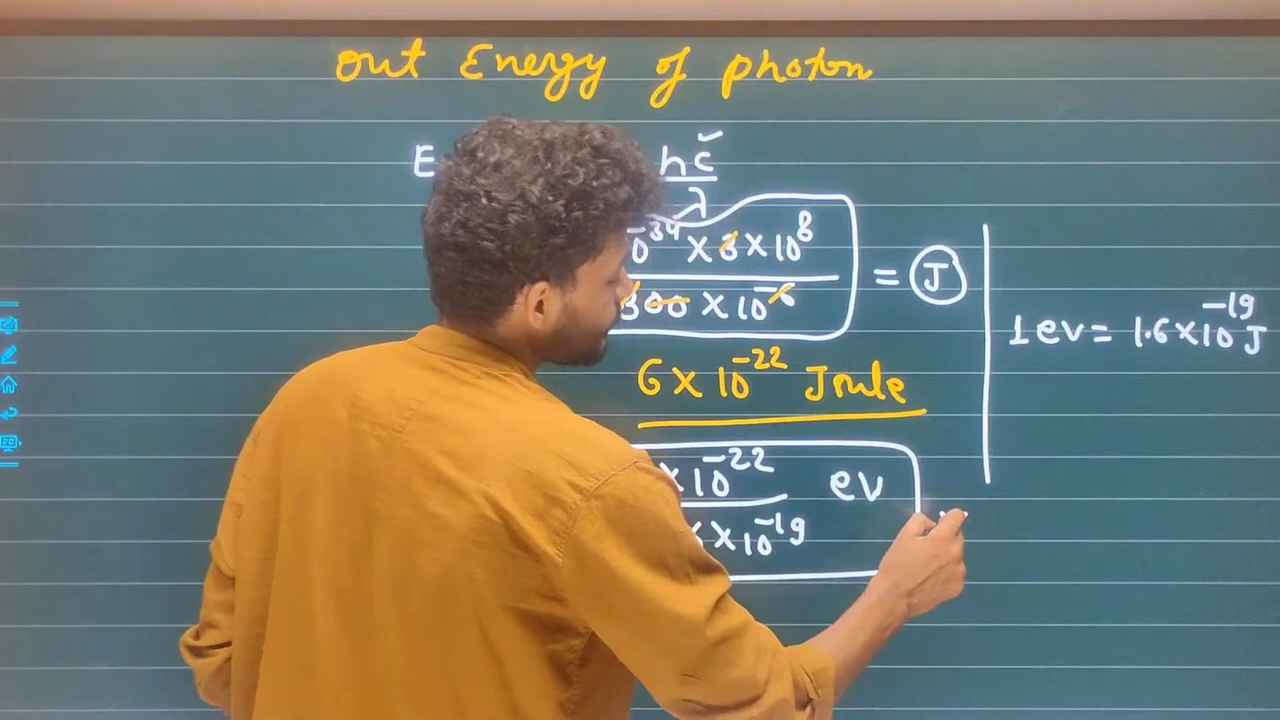 out Energy of photon
E hc
λ
0⁻³⁴ × 3 × 10⁸
= J
300 × 10⁻⁶
1 ev = 1.6 × 10⁻¹⁹ J
6 × 10⁻²² Joule
× 10⁻²² ev
6 × 10⁻¹⁹